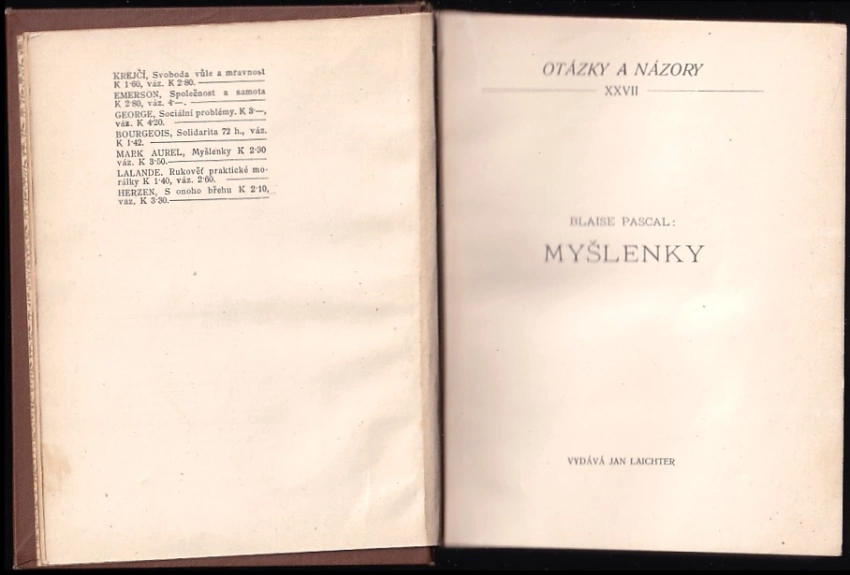 KREJČÍ, Svoboda vůle a mravnost
K 1·60, váz. K 2·80.
EMERSON, Společnost a samota
K 2·80, váz. 4·—.
GEORGE, Sociální problémy. K 3·—,
váz. K 4·20.
BOURGEOIS, Solidarita 72 h., váz.
K 1·42.
MARK AUREL, Myšlenky K 2·30
váz. K 3·50.
LALANDE. Rukověť praktické mo-
rálky K 1·40, váz. 2·60.
HERZEN, S onoho břehu K 2·10,
váz. K 3·30.
OTÁZKY A NÁZORY
XXVII
BLAISE PASCAL:
MYŠLENKY
VYDÁVÁ JAN LAICHTER